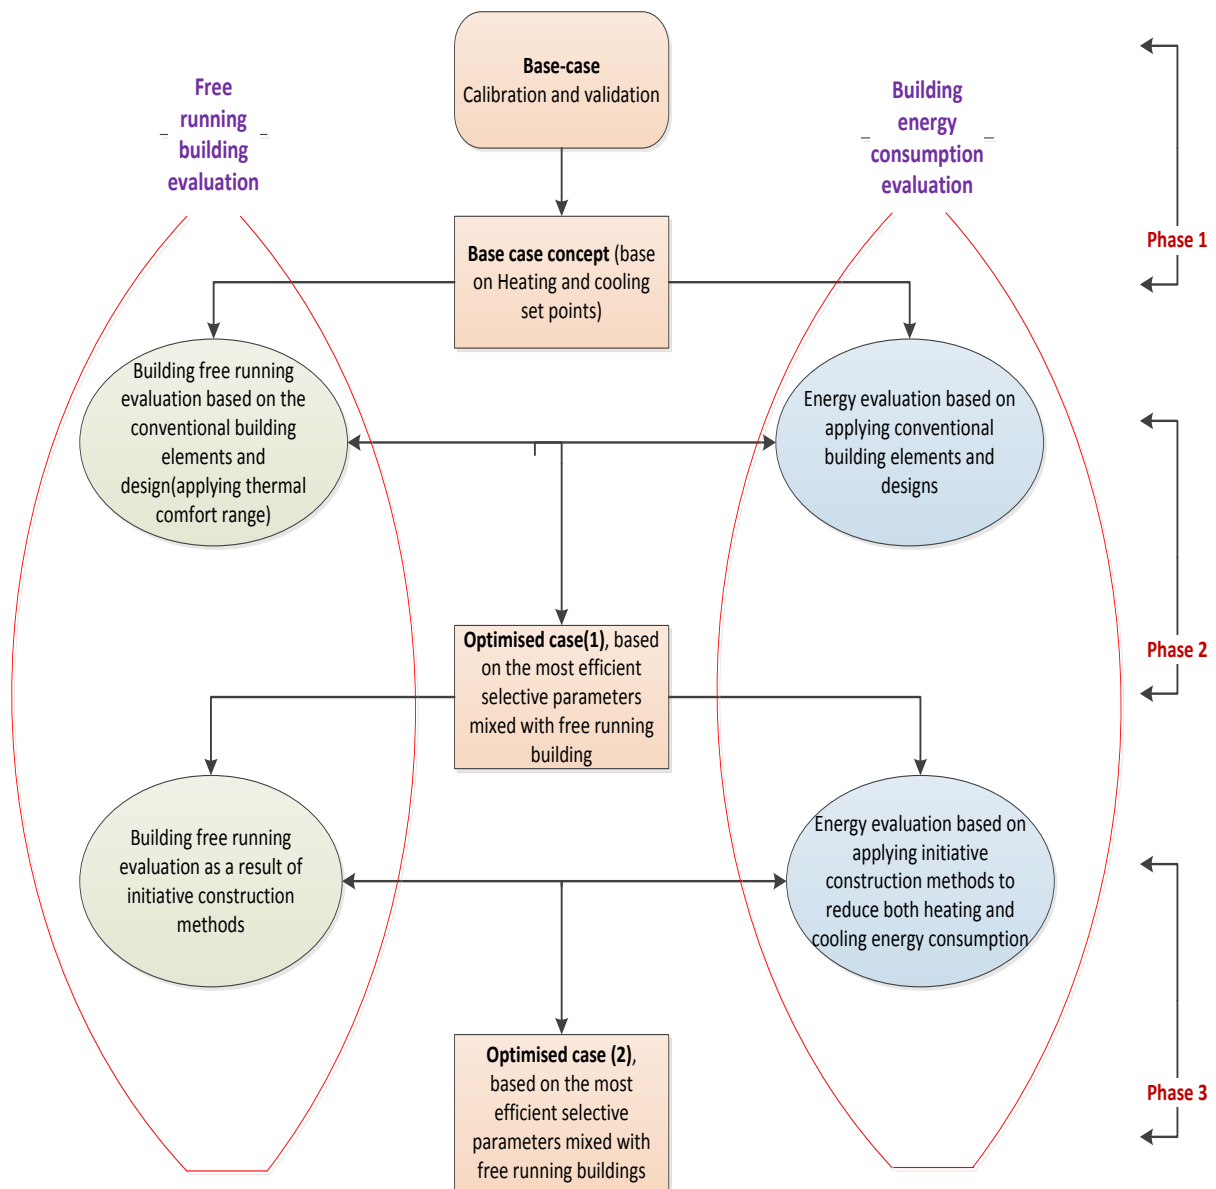 Base-case
Calibration and validation
Free
running
building
evaluation
Building
energy
consumption
evaluation
Phase 1
Base case concept (base
on Heating and cooling
set points)
Building free running
evaluation based on the
conventional building
elements and
design(applying thermal
comfort range)
Energy evaluation based on
applying conventional
building elements and
designs
Phase 2
Optimised case(1), based
on the most efficient
selective parameters
mixed with free running
building
Building free running
evaluation as a result of
initiative construction
methods
Energy evaluation based on
applying initiative
construction methods to
reduce both heating and
cooling energy consumption
Phase 3
Optimised case (2),
based on the most
efficient selective
parameters mixed with
free running buildings